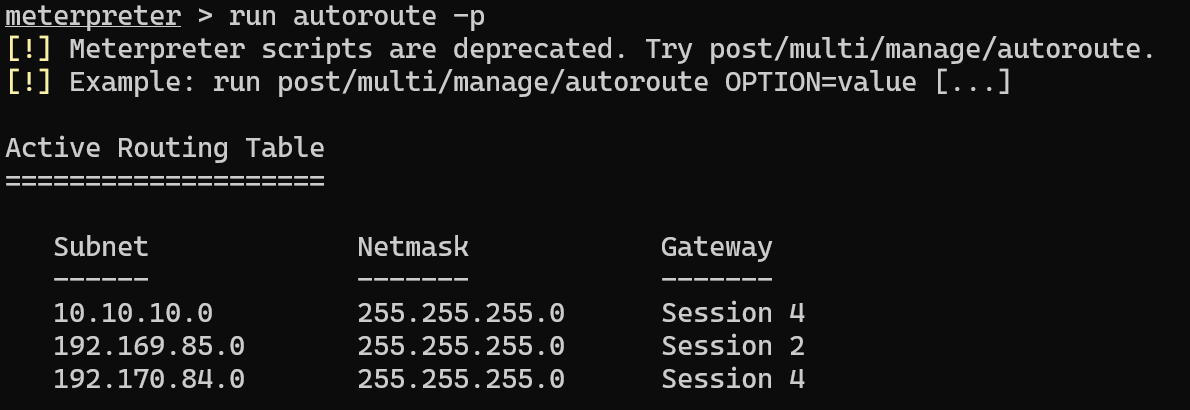 meterpreter > run autoroute -p
[!] Meterpreter scripts are deprecated. Try post/multi/manage/autoroute.
[!] Example: run post/multi/manage/autoroute OPTION=value [...]
Active Routing Table
====================
Subnet Netmask Gateway
------ ------- -------
10.10.10.0 255.255.255.0 Session 4
192.169.85.0 255.255.255.0 Session 2
192.170.84.0 255.255.255.0 Session 4